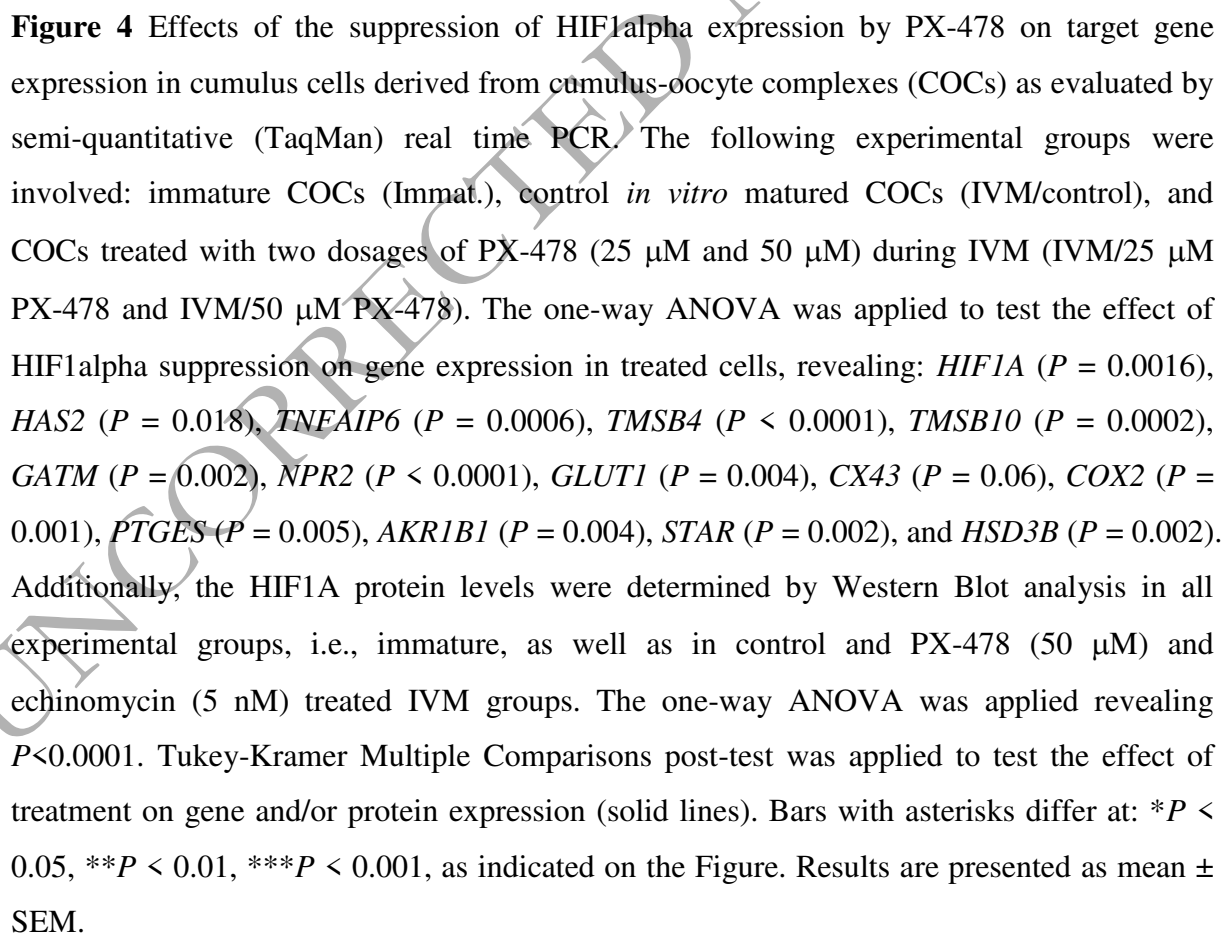 Figure 4 Effects of the suppression of HIF1alpha expression by PX-478 on target gene
expression in cumulus cells derived from cumulus-oocyte complexes (COCs) as evaluated by
semi-quantitative (TaqMan) real time PCR. The following experimental groups were
involved: immature COCs (Immat.), control in vitro matured COCs (IVM/control), and
COCs treated with two dosages of PX-478 (25 μM and 50 μM) during IVM (IVM/25 μM
PX-478 and IVM/50 μM PX-478). The one-way ANOVA was applied to test the effect of
HIF1alpha suppression on gene expression in treated cells, revealing: HIF1A (P = 0.0016),
HAS2 (P = 0.018), TNFAIP6 (P = 0.0006), TMSB4 (P < 0.0001), TMSB10 (P = 0.0002),
GATM (P = 0.002), NPR2 (P < 0.0001), GLUT1 (P = 0.004), CX43 (P = 0.06), COX2 (P =
0.001), PTGES (P = 0.005), AKR1B1 (P = 0.004), STAR (P = 0.002), and HSD3B (P = 0.002).
Additionally, the HIF1A protein levels were determined by Western Blot analysis in all
experimental groups, i.e., immature, as well as in control and PX-478 (50 μM) and
echinomycin (5 nM) treated IVM groups. The one-way ANOVA was applied revealing
P<0.0001. Tukey-Kramer Multiple Comparisons post-test was applied to test the effect of
treatment on gene and/or protein expression (solid lines). Bars with asterisks differ at: *P <
0.05, **P < 0.01, ***P < 0.001, as indicated on the Figure. Results are presented as mean ±
SEM.
UNCORRECTED